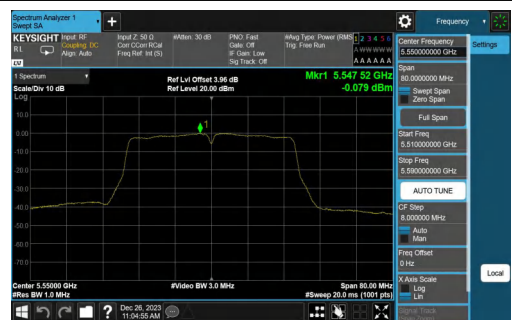 Spectrum Analyzer 1
Swept SA
Frequency
KEYSIGHT
RL
Input: RF
Coupling: DC
Align: Auto
Input Z: 50 Ω
Corr CCorr RCal
Freq Ref: Int (S)
#Atten: 30 dB
PNO: Fast
Gate: Off
IF Gain: Low
Sig Track: Off
#Avg Type: Power (RMS
Trig: Free Run
1 2 3 4 5 6
A W W W W W
A A A A A A
LXI
1 Spectrum
Scale/Div 10 dB
Log
Ref Lvl Offset 3.96 dB
Ref Level 20.00 dBm
Mkr1 5.547 52 GHz
-0.079 dBm
1
10.0
0.00
-10.0
-20.0
-30.0
-40.0
-50.0
-60.0
-70.0
Center 5.55000 GHz
#Res BW 1.0 MHz
#Video BW 3.0 MHz
Span 80.00 MHz
#Sweep 20.0 ms (1001 pts)
Dec 26, 2023
11:04:55 AM
Center Frequency
5.550000000 GHz
Settings
Span
80.0000000 MHz
Swept Span
Zero Span
Full Span
Start Freq
5.510000000 GHz
Stop Freq
5.590000000 GHz
AUTO TUNE
CF Step
8.000000 MHz
Auto
Man
Freq Offset
0 Hz
X Axis Scale
Log
Lin
Local
Signal Track